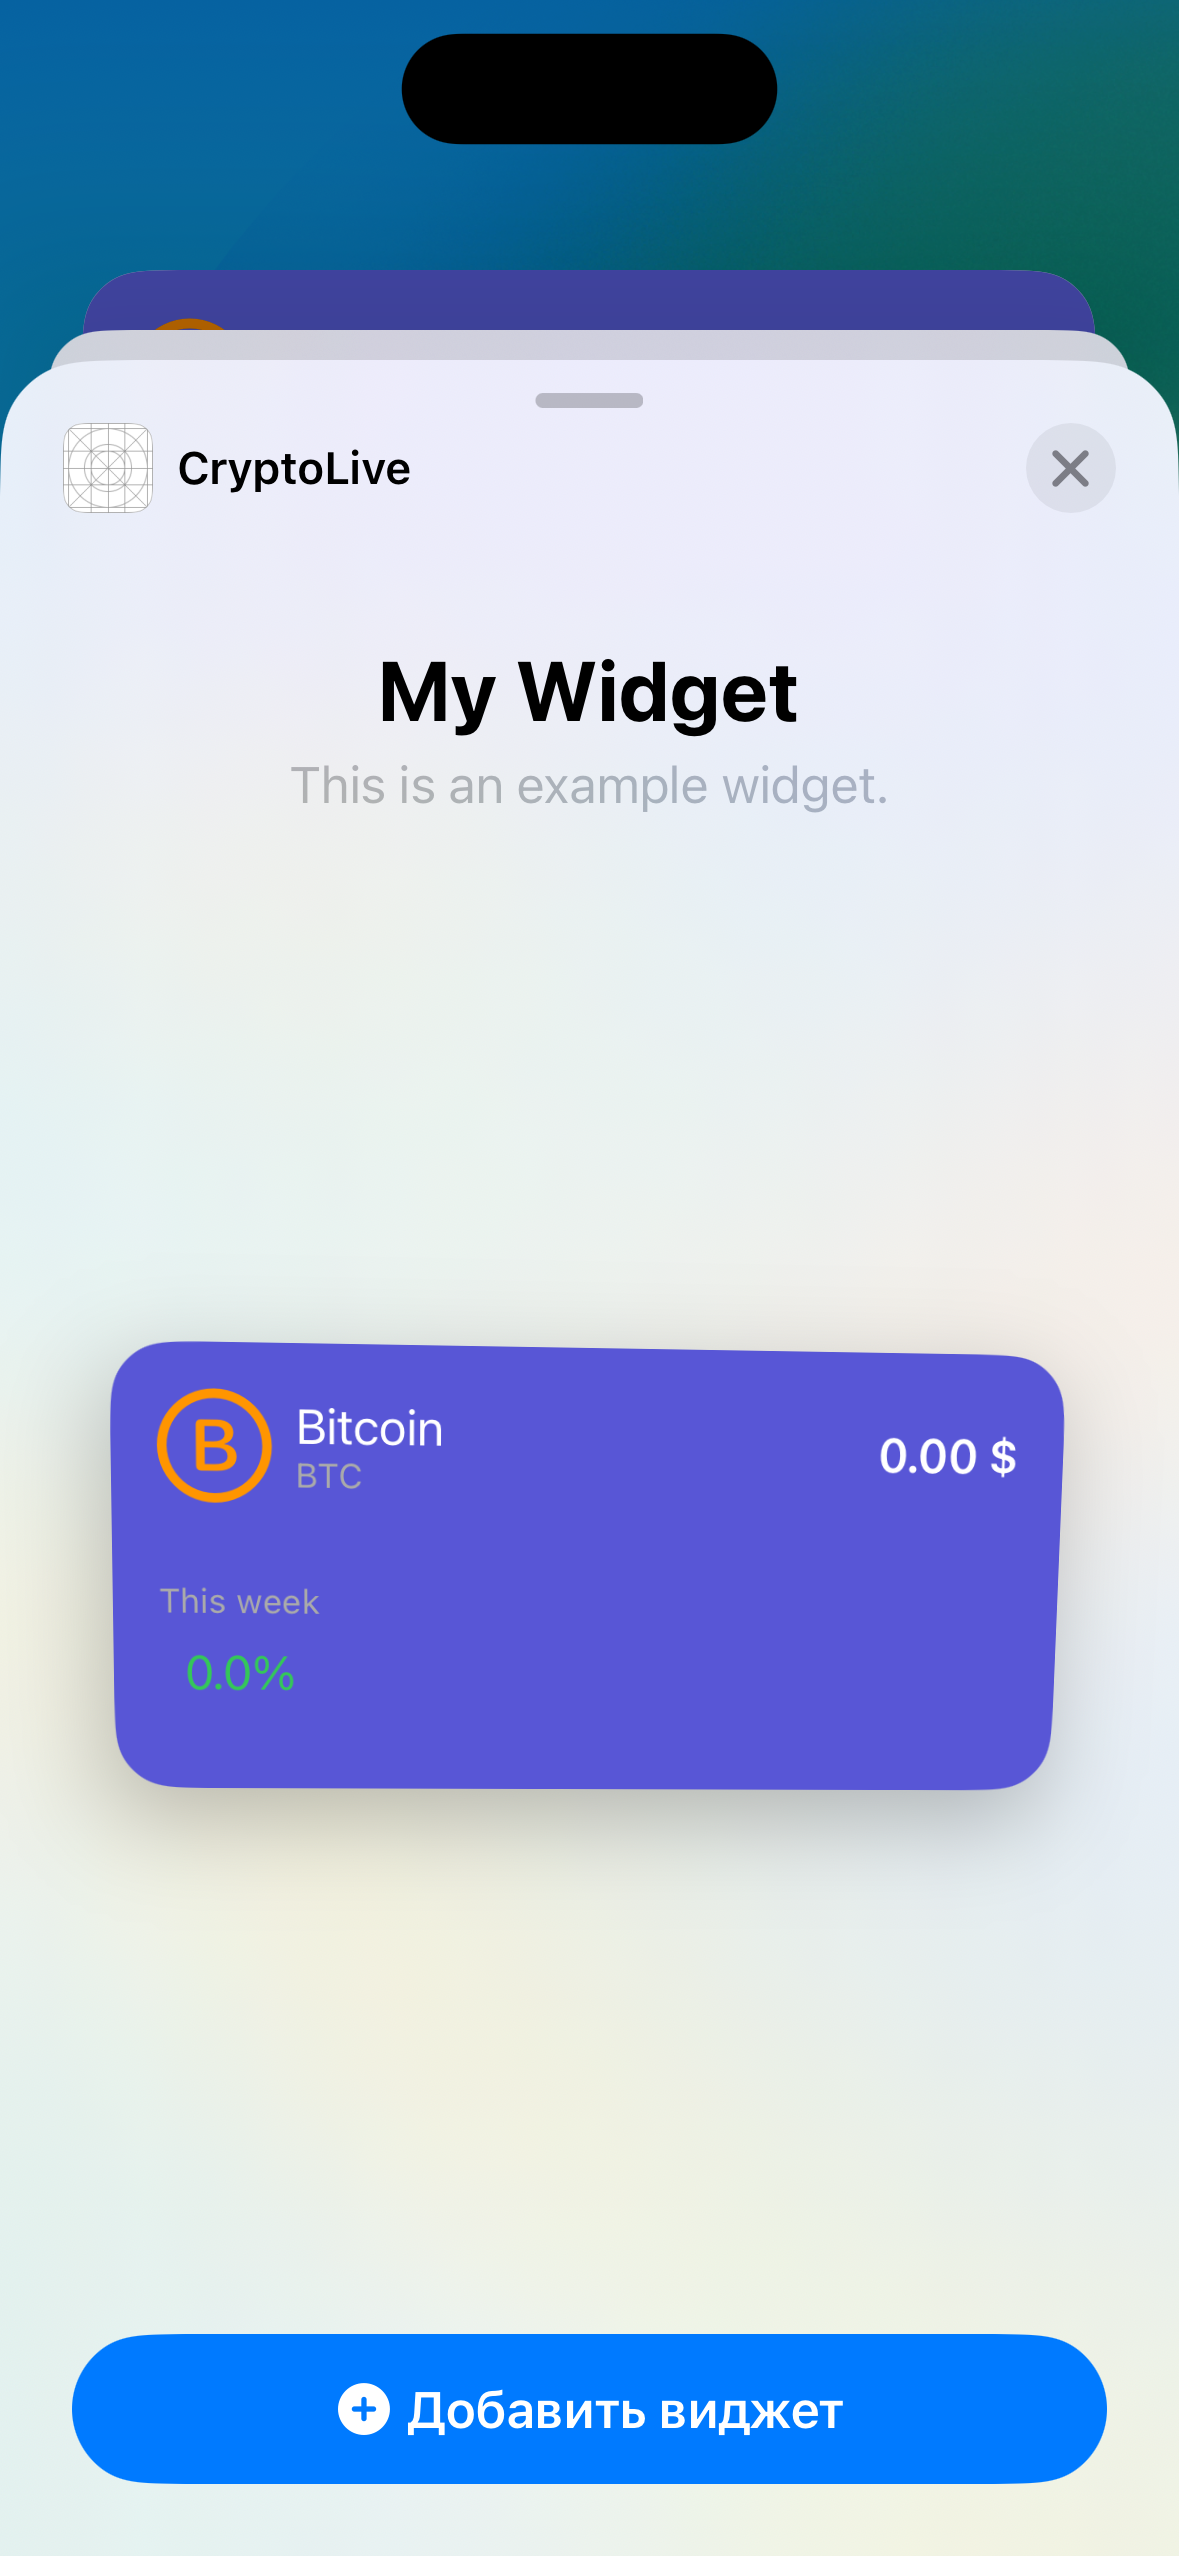 CryptoLive
My Widget
This is an example widget.
Bitcoin
BTC
0.00 $
This week
0.0%
Добавить виджет